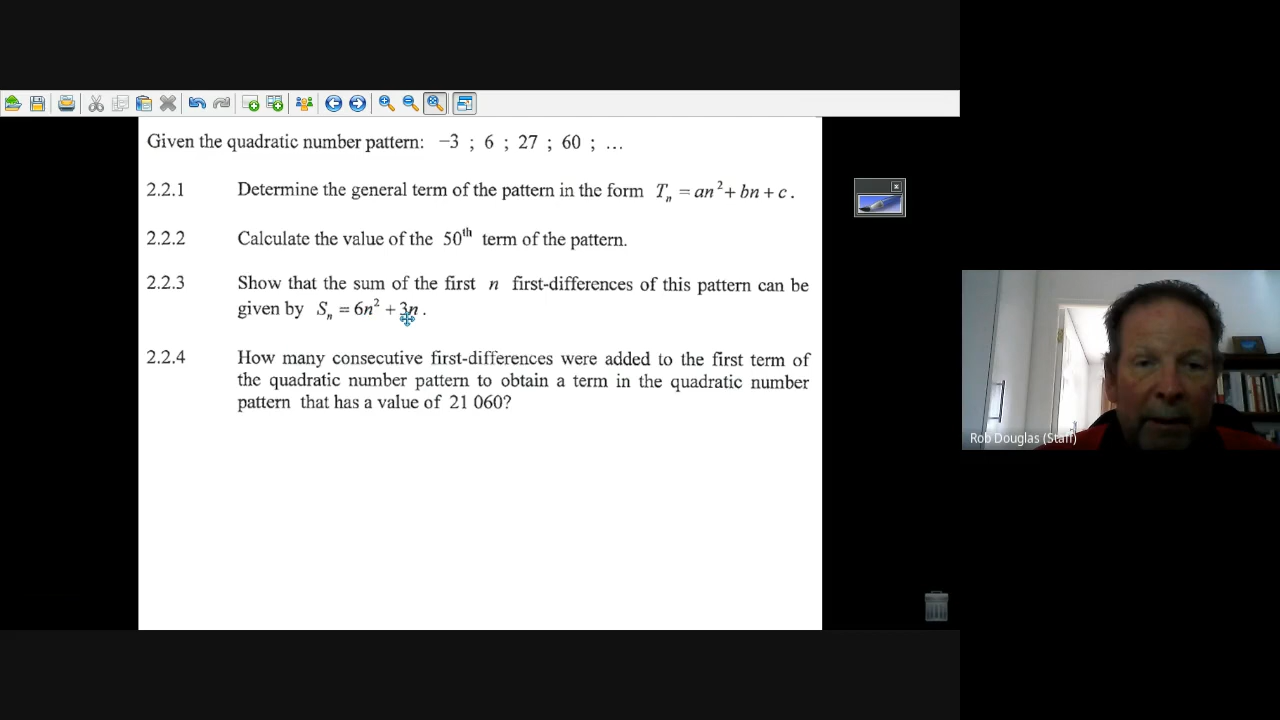 Given the quadratic number pattern: −3 ; 6 ; 27 ; 60 ; …
2.2.1 Determine the general term of the pattern in the form Tₙ = an² + bn + c .
2.2.2 Calculate the value of the 50th term of the pattern.
2.2.3 Show that the sum of the first n first-differences of this pattern can be
given by Sₙ = 6n² + 3n .
2.2.4 How many consecutive first-differences were added to the first term of
the quadratic number pattern to obtain a term in the quadratic number
pattern that has a value of 21 060?
Rob Douglas (Staff)